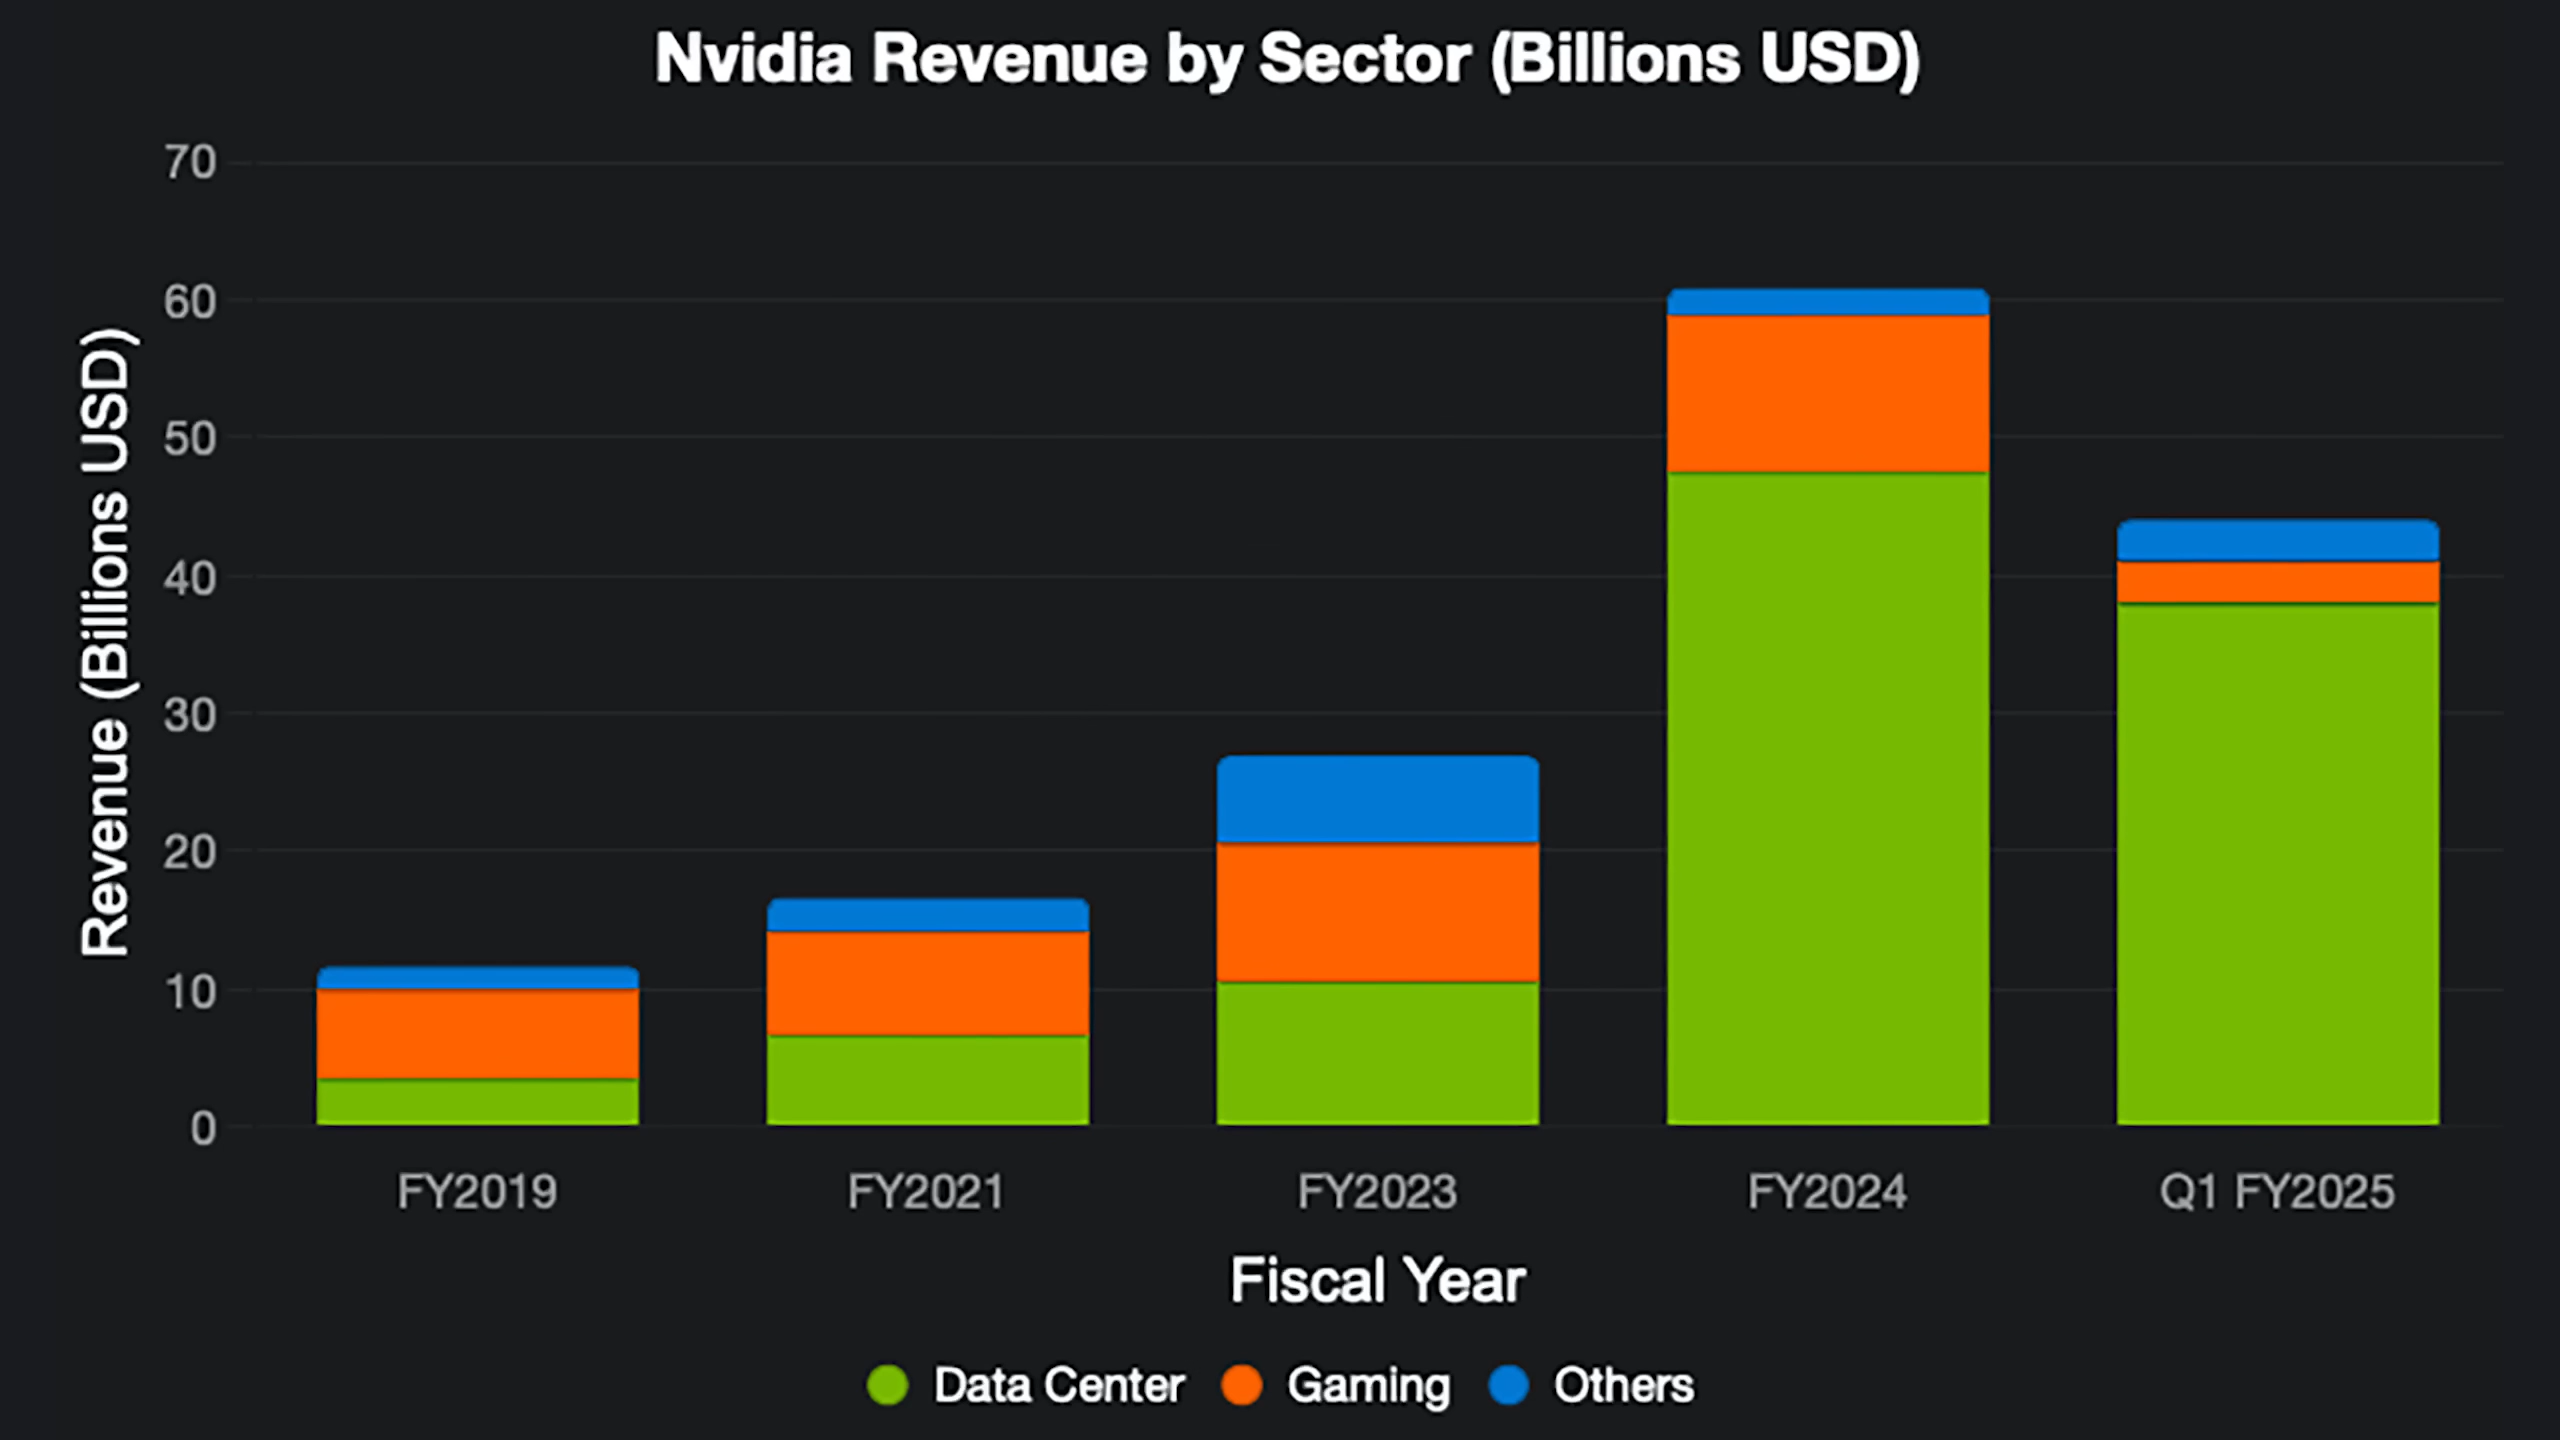 Nvidia Revenue by Sector (Billions USD)
Revenue (Billions USD)
70
60
50
40
30
20
10
0
FY2019 FY2021 FY2023 FY2024 Q1 FY2025
Fiscal Year
Data Center Gaming Others